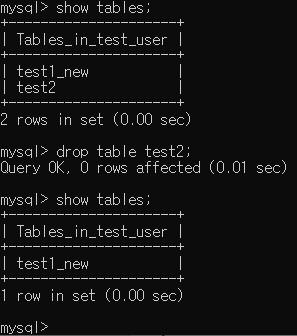 mysql> show tables;
+---------------------+
| Tables_in_test_user |
+---------------------+
| test1_new           |
| test2               |
+---------------------+
2 rows in set (0.00 sec)
mysql> drop table test2;
Query OK, 0 rows affected (0.01 sec)
mysql> show tables;
+---------------------+
| Tables_in_test_user |
+---------------------+
| test1_new           |
+---------------------+
1 row in set (0.00 sec)
mysql>